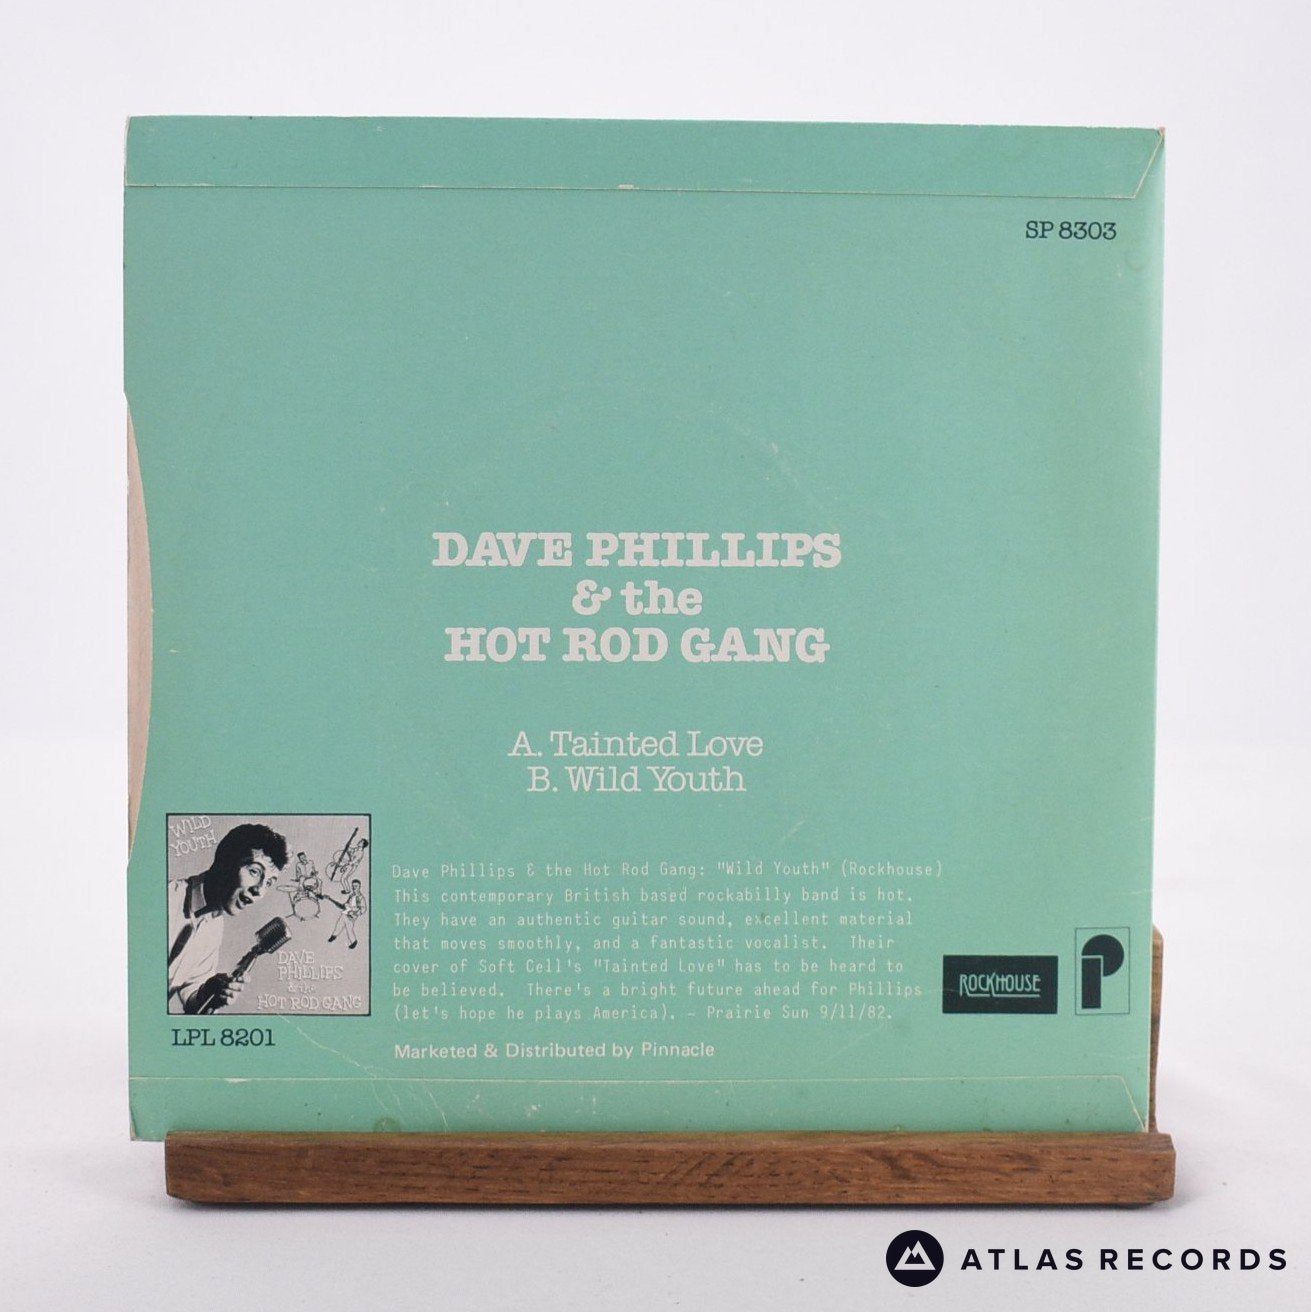 SP 8303
DAVE PHILLIPS
& the
HOT ROD GANG
A. Tainted Love
B. Wild Youth
WILD
YOUTH
DAVE
PHILLIPS
& the
HOT ROD GANG
LPL 8201
Dave Phillips & the Hot Rod Gang: "Wild Youth" (Rockhouse)
This contemporary British based rockabilly band is hot.
They have an authentic guitar sound, excellent material
that moves smoothly, and a fantastic vocalist. Their
cover of Soft Cell's "Tainted Love" has to be heard to
be believed. There's a bright future ahead for Phillips
(let's hope he plays America). – Prairie Sun 9/11/82.
Marketed & Distributed by Pinnacle
ROCKHOUSE
P
ATLAS RECORDS